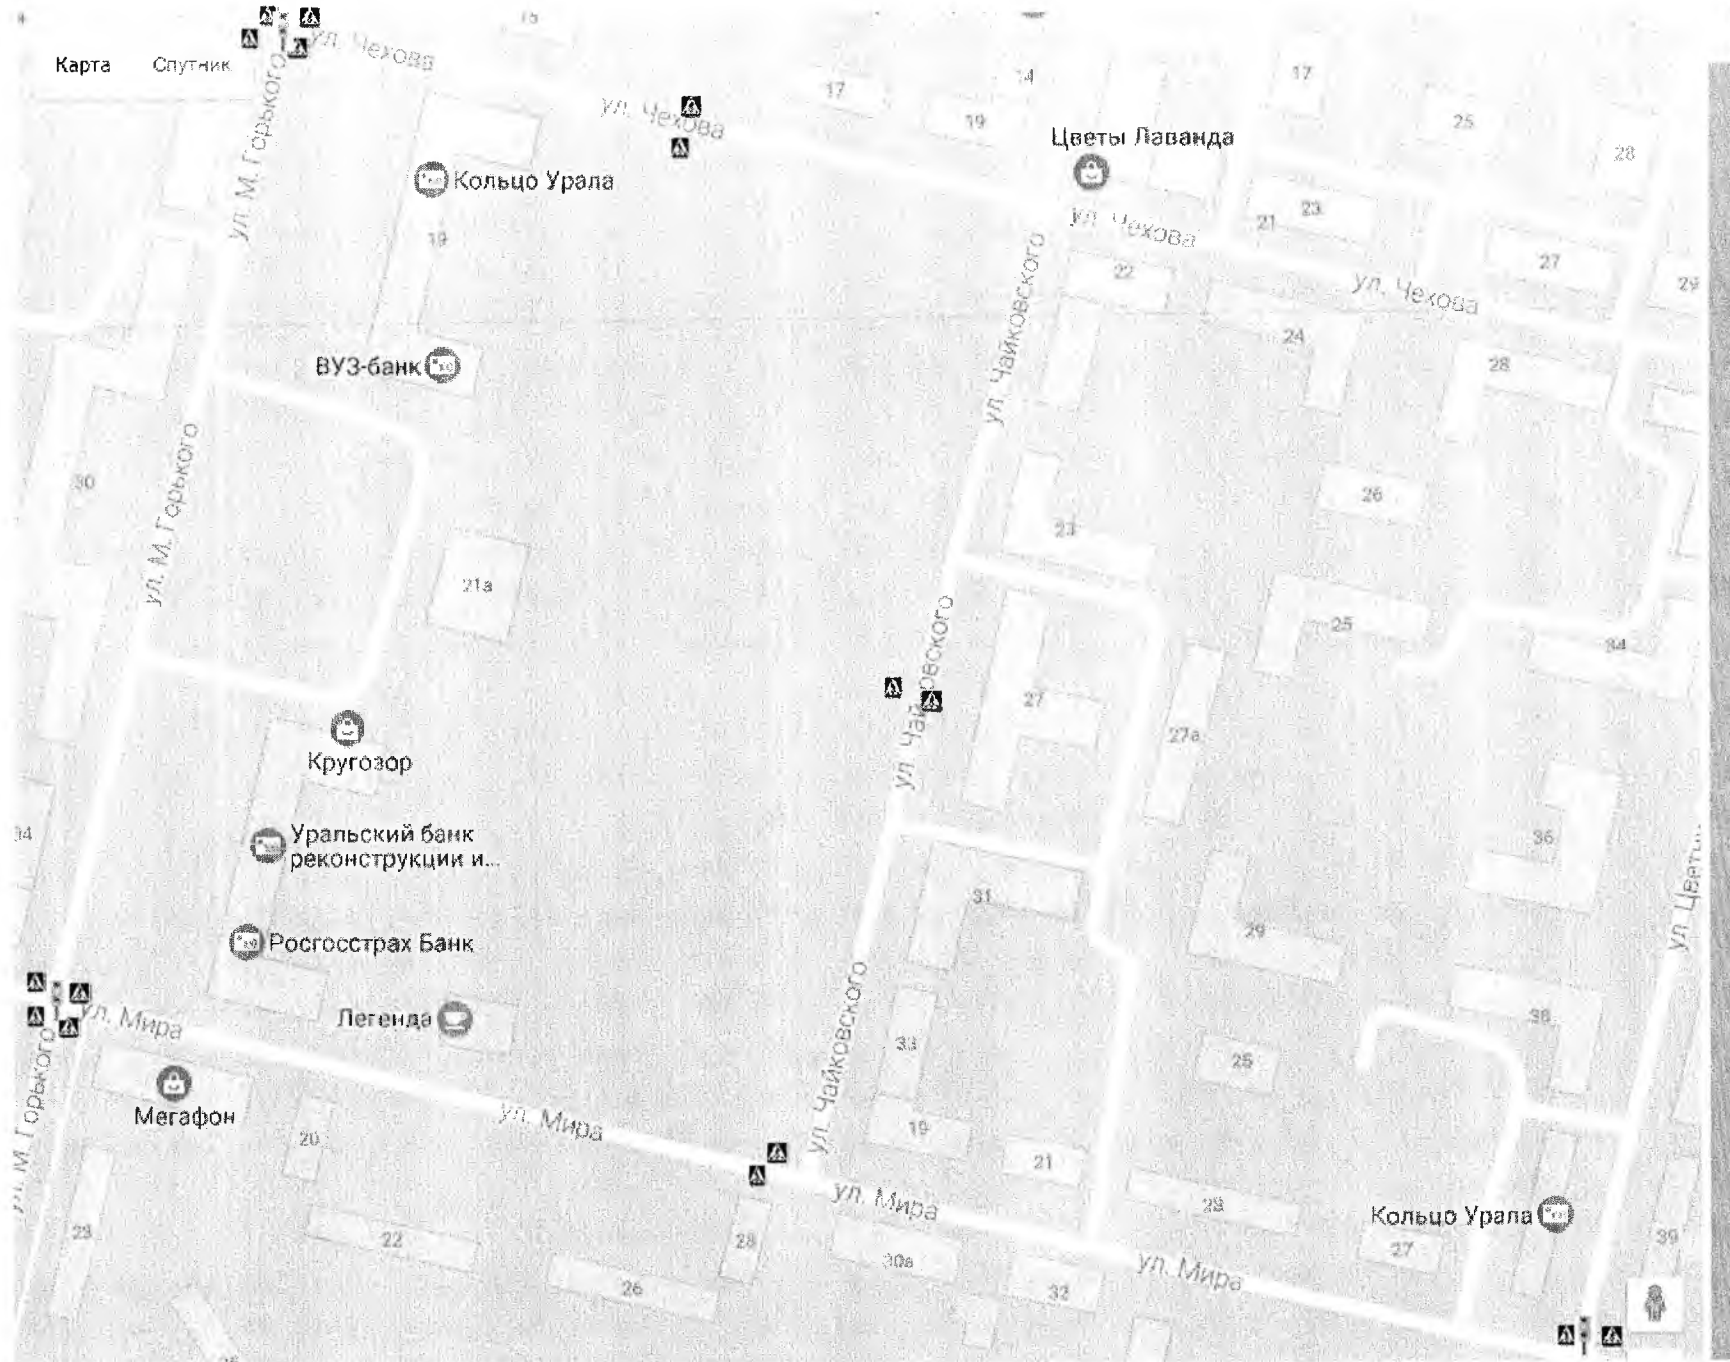 15
ул. Чехова
Карта
Спутник
ул. М. Горького
ул. Чехова
17
14
19
17
25
28
Цветы Лаванда
Кольцо Урала
19
ул. Чехова
21
23
27
29
22
ул. Чехова
ул. Чайковского
24
28
ВУЗ-банк
30
ул. М. Горького
26
23
21а
25
34
ул. Чайковского
27
27а
Кругозор
34
Уральский банк
реконструкции и...
36
31
29
ул. Цветн
Росгосстрах Банк
ул. Мира
Легенда
38
33
25
ул. Чайковского
ул. М. Горького
Мегафон
20
ул. Мира
19
21
ул. Мира
23
22
28
30а
Кольцо Урала
27
39
26
32
ул. Мира